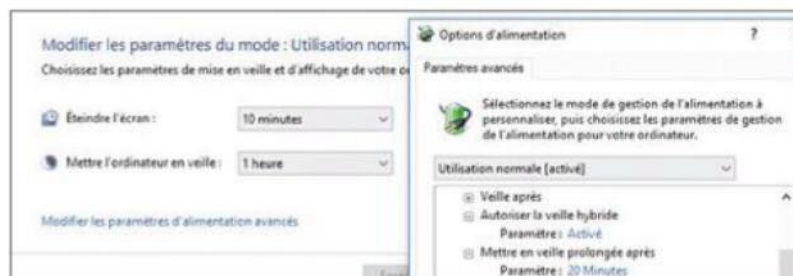 Modifier les paramètres du mode : Utilisation norm
Choisissez les paramètres de mise en veille et d'affichage de votre
Éteindre l'écran :
10 minutes
Mettre l'ordinateur en veille :
1 heure
Modifier les paramètres d'alimentation avancés
Options d'alimentation
?
Paramètres avancés
Sélectionnez le mode de gestion de l'alimentation à
personnaliser, puis choisissez les paramètres de gestion
de l'alimentation pour votre ordinateur.
Utilisation normale [activé]
Veille après
Autoriser la veille hybride
Paramètre : Activé
Mettre en veille prolongée après
Paramètre : 20 Minutes